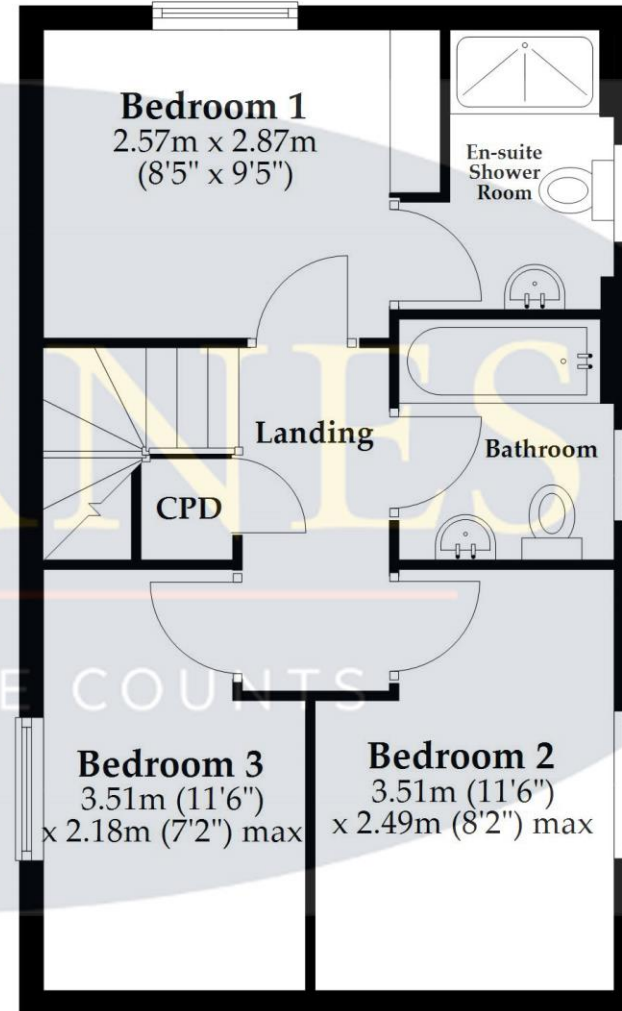 Bedroom 1
2.57m x 2.87m
(8'5" x 9'5")
En-suite
Shower
Room
Landing
Bathroom
CPD
ANES
E COUNTS
Bedroom 3
3.51m (11'6")
x 2.18m (7'2") max
Bedroom 2
3.51m (11'6")
x 2.49m (8'2") max